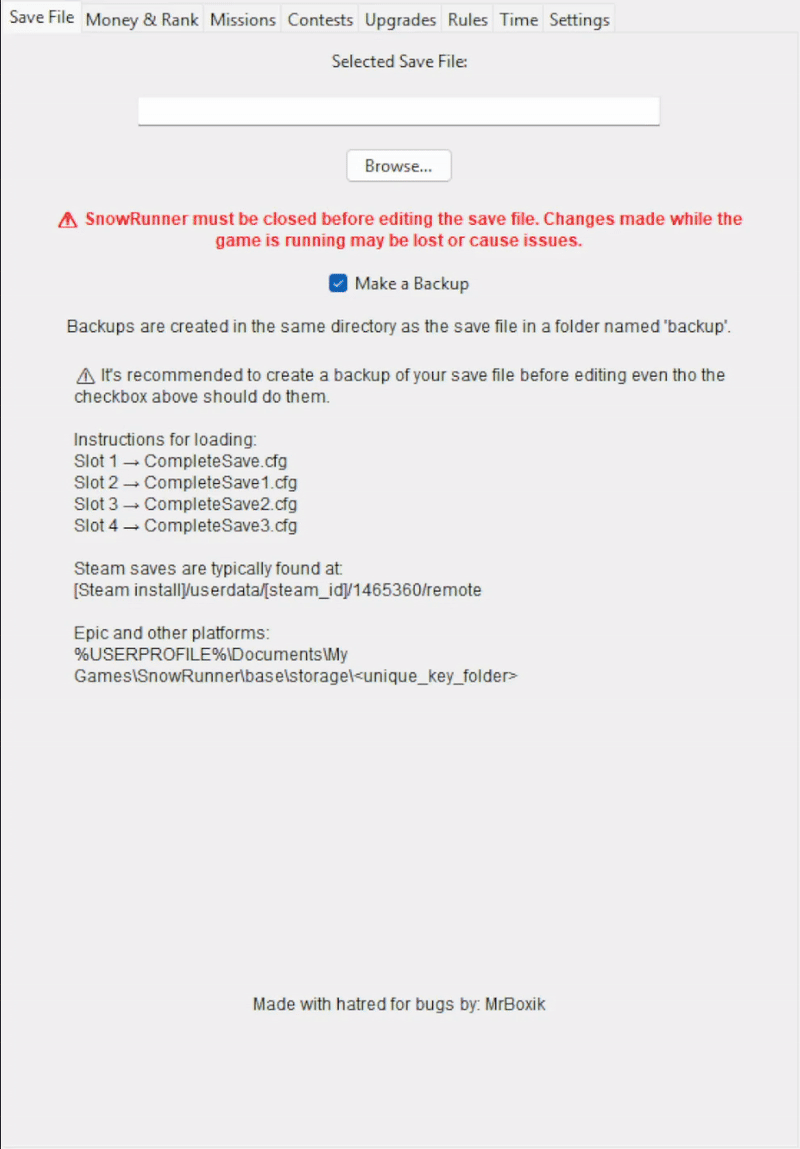 Save File Money & Rank Missions Contests Upgrades Rules Time Settings
Selected Save File:
Browse...
⚠ SnowRunner must be closed before editing the save file. Changes made while the
game is running may be lost or cause issues.
Make a Backup
Backups are created in the same directory as the save file in a folder named 'backup'.
⚠ It's recommended to create a backup of your save file before editing even tho the
checkbox above should do them.
Instructions for loading:
Slot 1 → CompleteSave.cfg
Slot 2 → CompleteSave1.cfg
Slot 3 → CompleteSave2.cfg
Slot 4 → CompleteSave3.cfg
Steam saves are typically found at:
[Steam install]/userdata/[steam_id]/1465360/remote
Epic and other platforms:
%USERPROFILE%\Documents\My
Games\SnowRunner\base\storage\<unique_key_folder>
Made with hatred for bugs by: MrBoxik